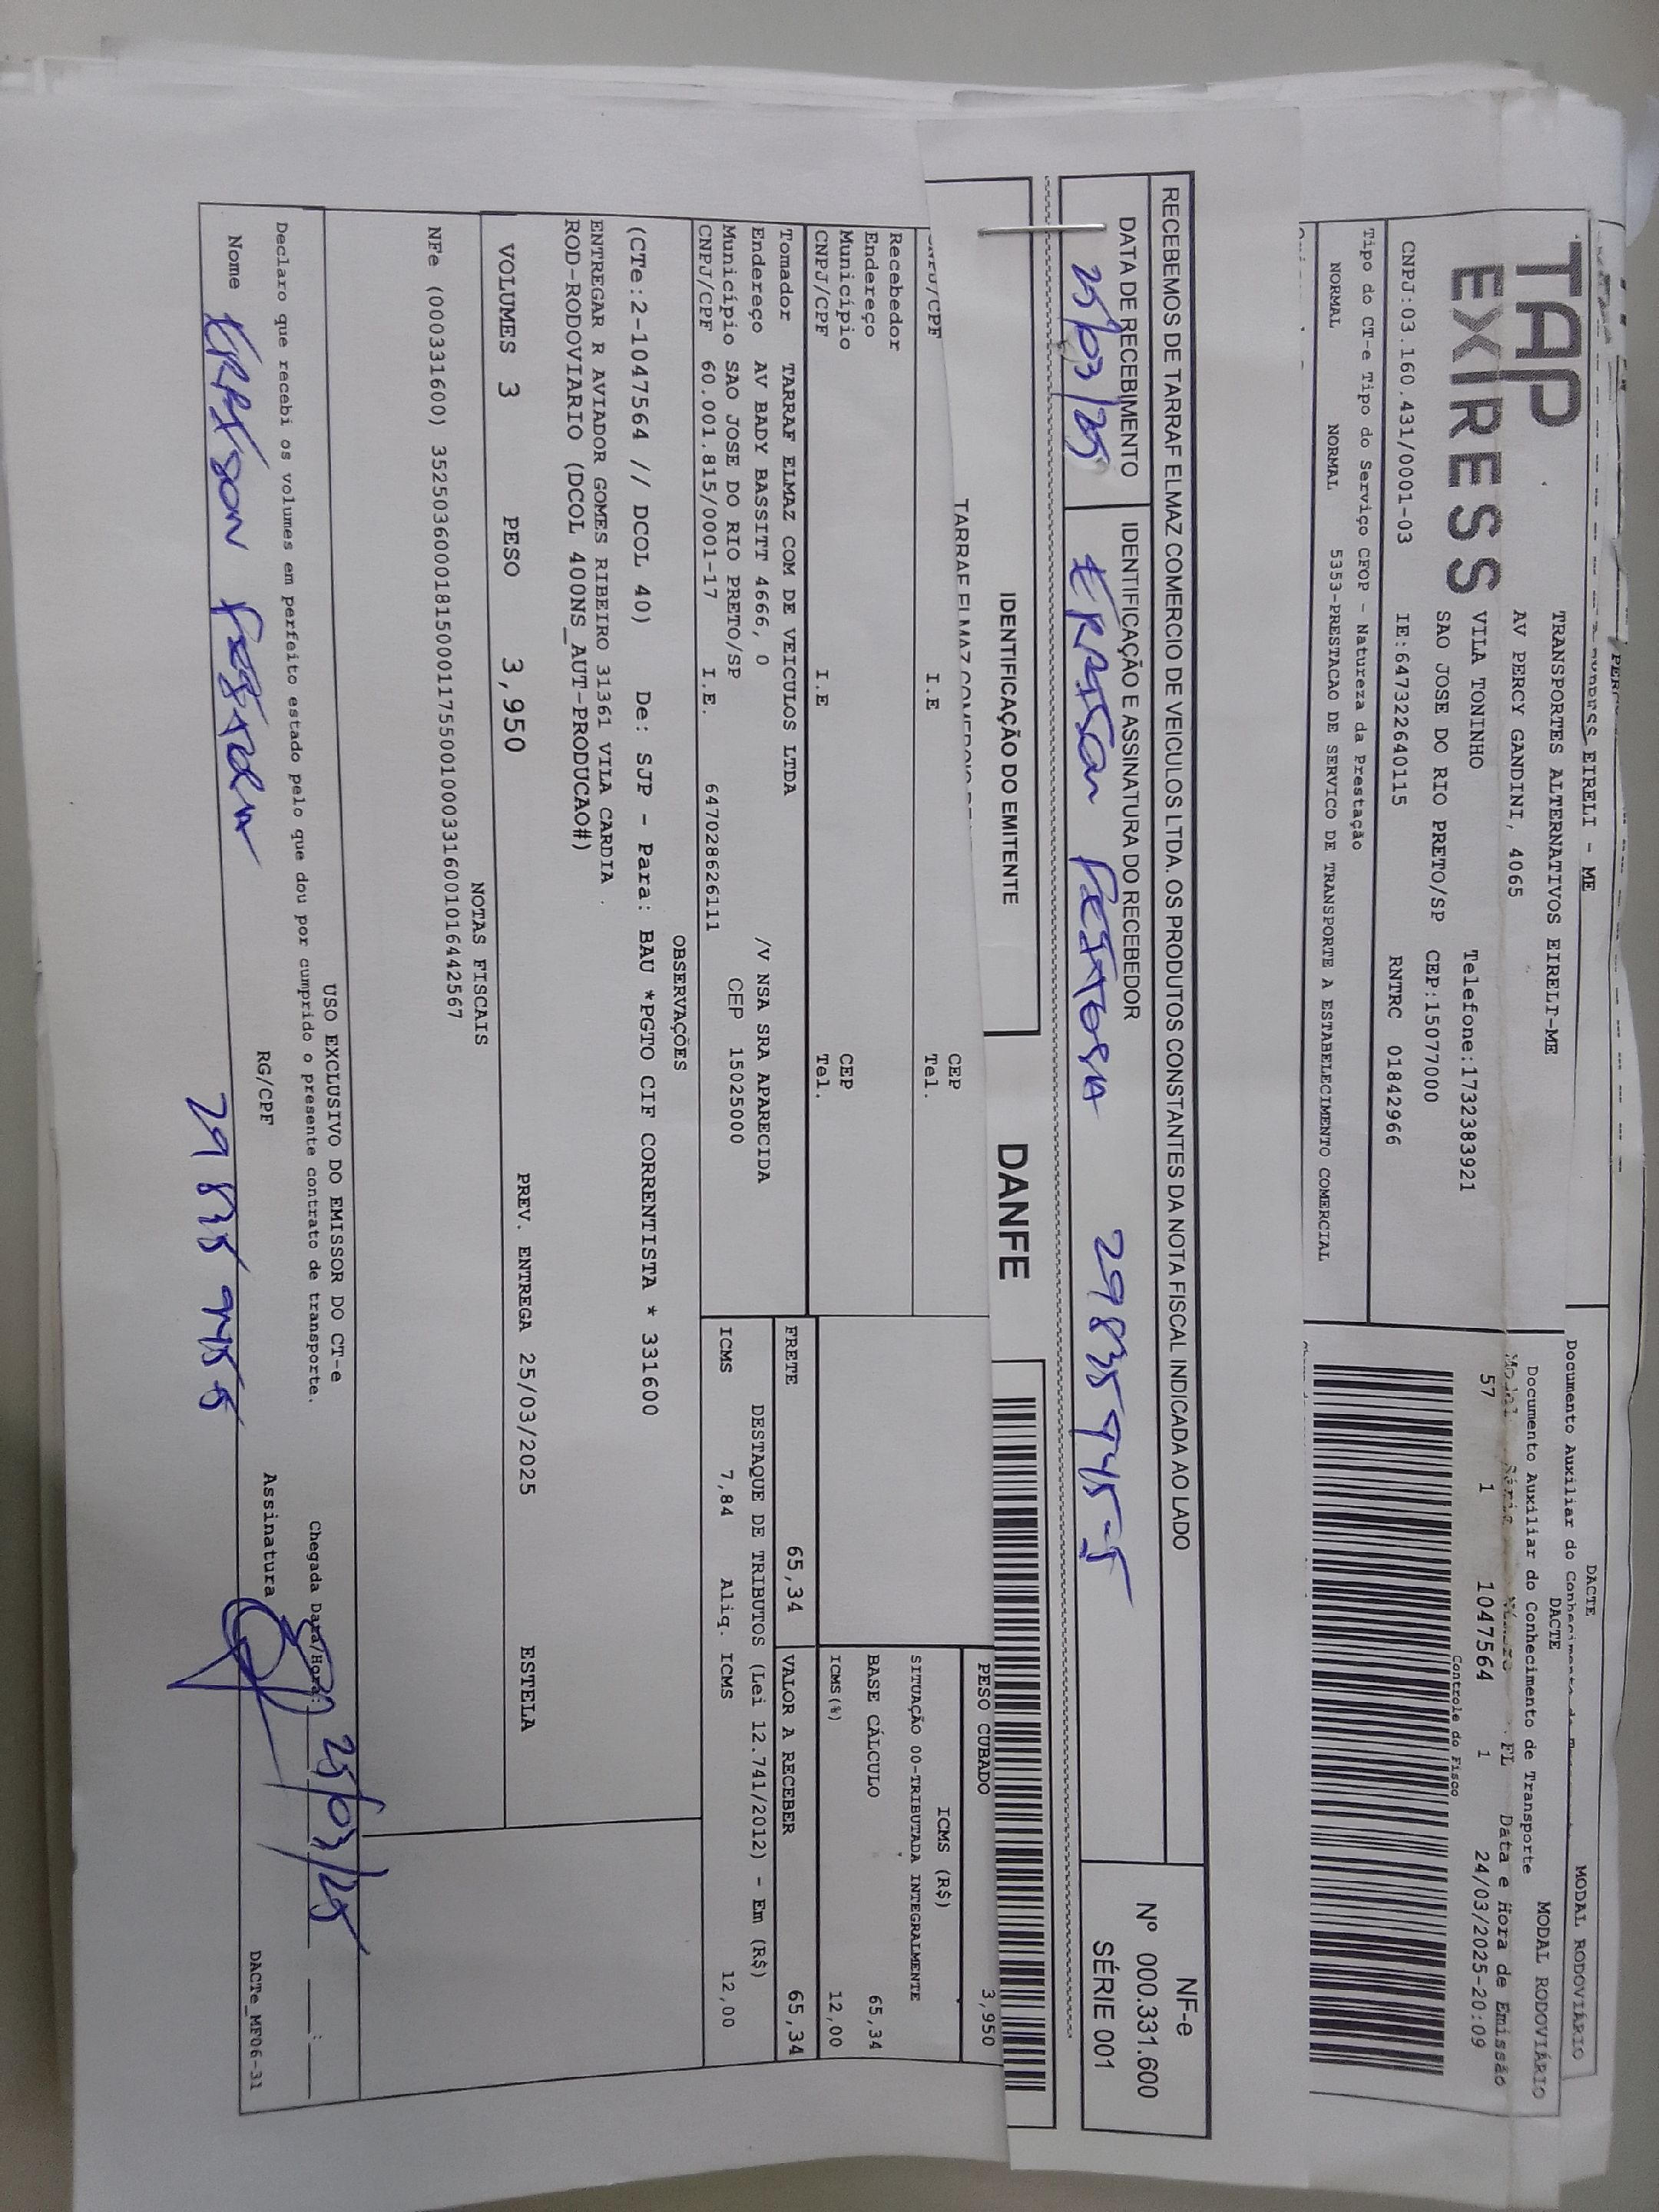 EIRELI - ME
DACTE
MODAL RODOVIÁRIO
TAP
EXIRESS
TRANSPORTES ALTERNATIVOS EIRELI-ME
AV PERCY GANDINI, 4065
VILA TONINHO
Telefone:1732383921
SAO JOSE DO RIO PRETO/SP CEP:15077000
CNPJ:03.160.431/0001-03 IE:647322640115 RNTRC 01842966
Tipo do CT-e Tipo do Serviço CFOP - Natureza da Prestação
NORMAL NORMAL 5353-PRESTACAO DE SERVICO DE TRANSPORTE A ESTABELECIMENTO COMERCIAL
DACTE
MODAL RODOVIÁRIO
Documento Auxiliar do Conhecimento de Transporte
FL Data e Hora de Emissão
57 1 1047564 1 24/03/2025-20:09
Controle do Fisco
RECEBEMOS DE TARRAF ELMAZ COMERCIO DE VEICULOS LTDA. OS PRODUTOS CONSTANTES DA NOTA FISCAL INDICADA AO LADO
DATA DE RECEBIMENTO
IDENTIFICAÇÃO E ASSINATURA DO RECEBEDOR
25/03/25
29835945-5
NF-e
Nº 000.331.600
SÉRIE 001
IDENTIFICAÇÃO DO EMITENTE
DANFE
CNPJ/CPF I.E CEP
Tel.
Recebedor
Endereço
Município CEP
CNPJ/CPF I.E Tel.
PESO CUBADO 3,950
ICMS (R$)
SITUAÇÃO 00-TRIBUTADA INTEGRALMENTE
BASE CÁLCULO 65,34
ICMS(%) 12,00
Tomador TARRAF ELMAZ COM DE VEICULOS LTDA
Endereço AV BADY BASSITT 4666, 0 /V NSA SRA APARECIDA
Município SAO JOSE DO RIO PRETO/SP CEP 15025000
CNPJ/CPF 60.001.815/0001-17 I.E. 647028626111
FRETE 65,34 VALOR A RECEBER 65,34
DESTAQUE DE TRIBUTOS (Lei 12.741/2012) - Em (R$)
ICMS 7,84 Aliq. ICMS 12,00
OBSERVAÇÕES
(CTe:2-1047564 // DCOL 40) De: SJP - Para: BAU *PGTO CIF CORRENTISTA * 331600
ENTREGAR R AVIADOR GOMES RIBEIRO 31361 VILA CARDIA .
ROD-RODOVIARIO (DCOL 400NS_AUT-PRODUCAO#)
VOLUMES 3 PESO 3,950 PREV. ENTREGA 25/03/2025 ESTELA
NOTAS FISCAIS
NFe (000331600) 35250360001815000117550010003316001016442567
USO EXCLUSIVO DO EMISSOR DO CT-e
Declaro que recebi os volumes em perfeito estado pelo que dou por cumprido o presente contrato de transporte.
Chegada Data/Hora: 25/03/25
Nome RG/CPF Assinatura
DACTe_MF06-31